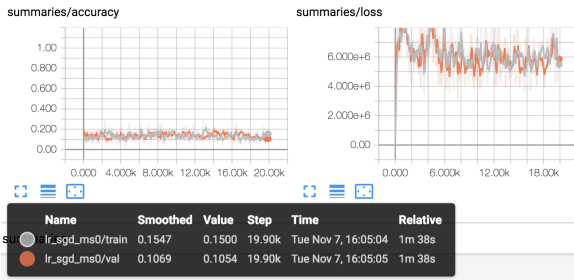 summaries/accuracy
summaries/loss
1.00
0.800
0.600
0.400
0.200
0.00
0.000 4.000k 8.000k 12.00k 16.00k 20.00k
6.000e+6
4.000e+6
2.000e+6
0.00
0.000 6.000k 12.00k 18.00k
Name Smoothed Value Step Time Relative
lr_sgd_ms0/train 0.1547 0.1500 19.90k Tue Nov 7, 16:05:04 1m 38s
lr_sgd_ms0/val 0.1069 0.1054 19.90k Tue Nov 7, 16:05:05 1m 38s